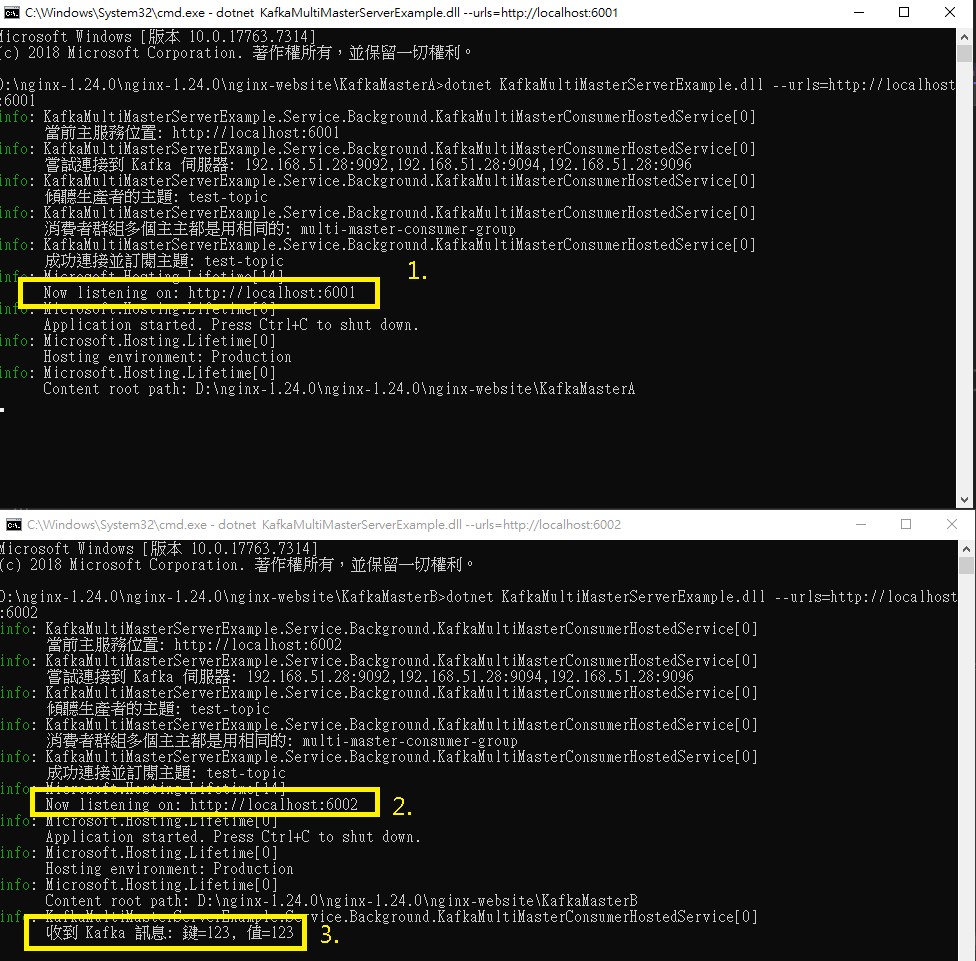 C:\Windows\System32\cmd.exe - dotnet KafkaMultiMasterServerExample.dll --urls=http://localhost:6001
Microsoft Windows [版本 10.0.17763.7314]
(c) 2018 Microsoft Corporation. 著作權所有，並保留一切權利。
D:\nginx-1.24.0\nginx-1.24.0\nginx-website\KafkaMasterA>dotnet KafkaMultiMasterServerExample.dll --urls=http://localhost
:6001
info: KafkaMultiMasterServerExample.Service.Background.KafkaMultiMasterConsumerHostedService[0]
當前主服務位置: http://localhost:6001
info: KafkaMultiMasterServerExample.Service.Background.KafkaMultiMasterConsumerHostedService[0]
嘗試連接到 Kafka 伺服器: 192.168.51.28:9092,192.168.51.28:9094,192.168.51.28:9096
info: KafkaMultiMasterServerExample.Service.Background.KafkaMultiMasterConsumerHostedService[0]
傾聽生產者的主題: test-topic
info: KafkaMultiMasterServerExample.Service.Background.KafkaMultiMasterConsumerHostedService[0]
消費者群組多個主主都是用相同的: multi-master-consumer-group
info: KafkaMultiMasterServerExample.Service.Background.KafkaMultiMasterConsumerHostedService[0]
成功連接並訂閱主題: test-topic
info: Microsoft.Hosting.Lifetime[14]
Now listening on: http://localhost:6001
1.
info: Microsoft.Hosting.Lifetime[0]
Application started. Press Ctrl+C to shut down.
info: Microsoft.Hosting.Lifetime[0]
Hosting environment: Production
info: Microsoft.Hosting.Lifetime[0]
Content root path: D:\nginx-1.24.0\nginx-1.24.0\nginx-website\KafkaMasterA
C:\Windows\System32\cmd.exe - dotnet KafkaMultiMasterServerExample.dll --urls=http://localhost:6002
Microsoft Windows [版本 10.0.17763.7314]
(c) 2018 Microsoft Corporation. 著作權所有，並保留一切權利。
D:\nginx-1.24.0\nginx-1.24.0\nginx-website\KafkaMasterB>dotnet KafkaMultiMasterServerExample.dll --urls=http://localhost
:6002
info: KafkaMultiMasterServerExample.Service.Background.KafkaMultiMasterConsumerHostedService[0]
當前主服務位置: http://localhost:6002
info: KafkaMultiMasterServerExample.Service.Background.KafkaMultiMasterConsumerHostedService[0]
嘗試連接到 Kafka 伺服器: 192.168.51.28:9092,192.168.51.28:9094,192.168.51.28:9096
info: KafkaMultiMasterServerExample.Service.Background.KafkaMultiMasterConsumerHostedService[0]
傾聽生產者的主題: test-topic
info: KafkaMultiMasterServerExample.Service.Background.KafkaMultiMasterConsumerHostedService[0]
消費者群組多個主主都是用相同的: multi-master-consumer-group
info: KafkaMultiMasterServerExample.Service.Background.KafkaMultiMasterConsumerHostedService[0]
成功連接並訂閱主題: test-topic
info: Microsoft.Hosting.Lifetime[14]
Now listening on: http://localhost:6002
2.
info: Microsoft.Hosting.Lifetime[0]
Application started. Press Ctrl+C to shut down.
info: Microsoft.Hosting.Lifetime[0]
Hosting environment: Production
info: Microsoft.Hosting.Lifetime[0]
Content root path: D:\nginx-1.24.0\nginx-1.24.0\nginx-website\KafkaMasterB
info: KafkaMultiMasterServerExample.Service.Background.KafkaMultiMasterConsumerHostedService[0]
收到 Kafka 訊息: 鍵=123, 值=123
3.